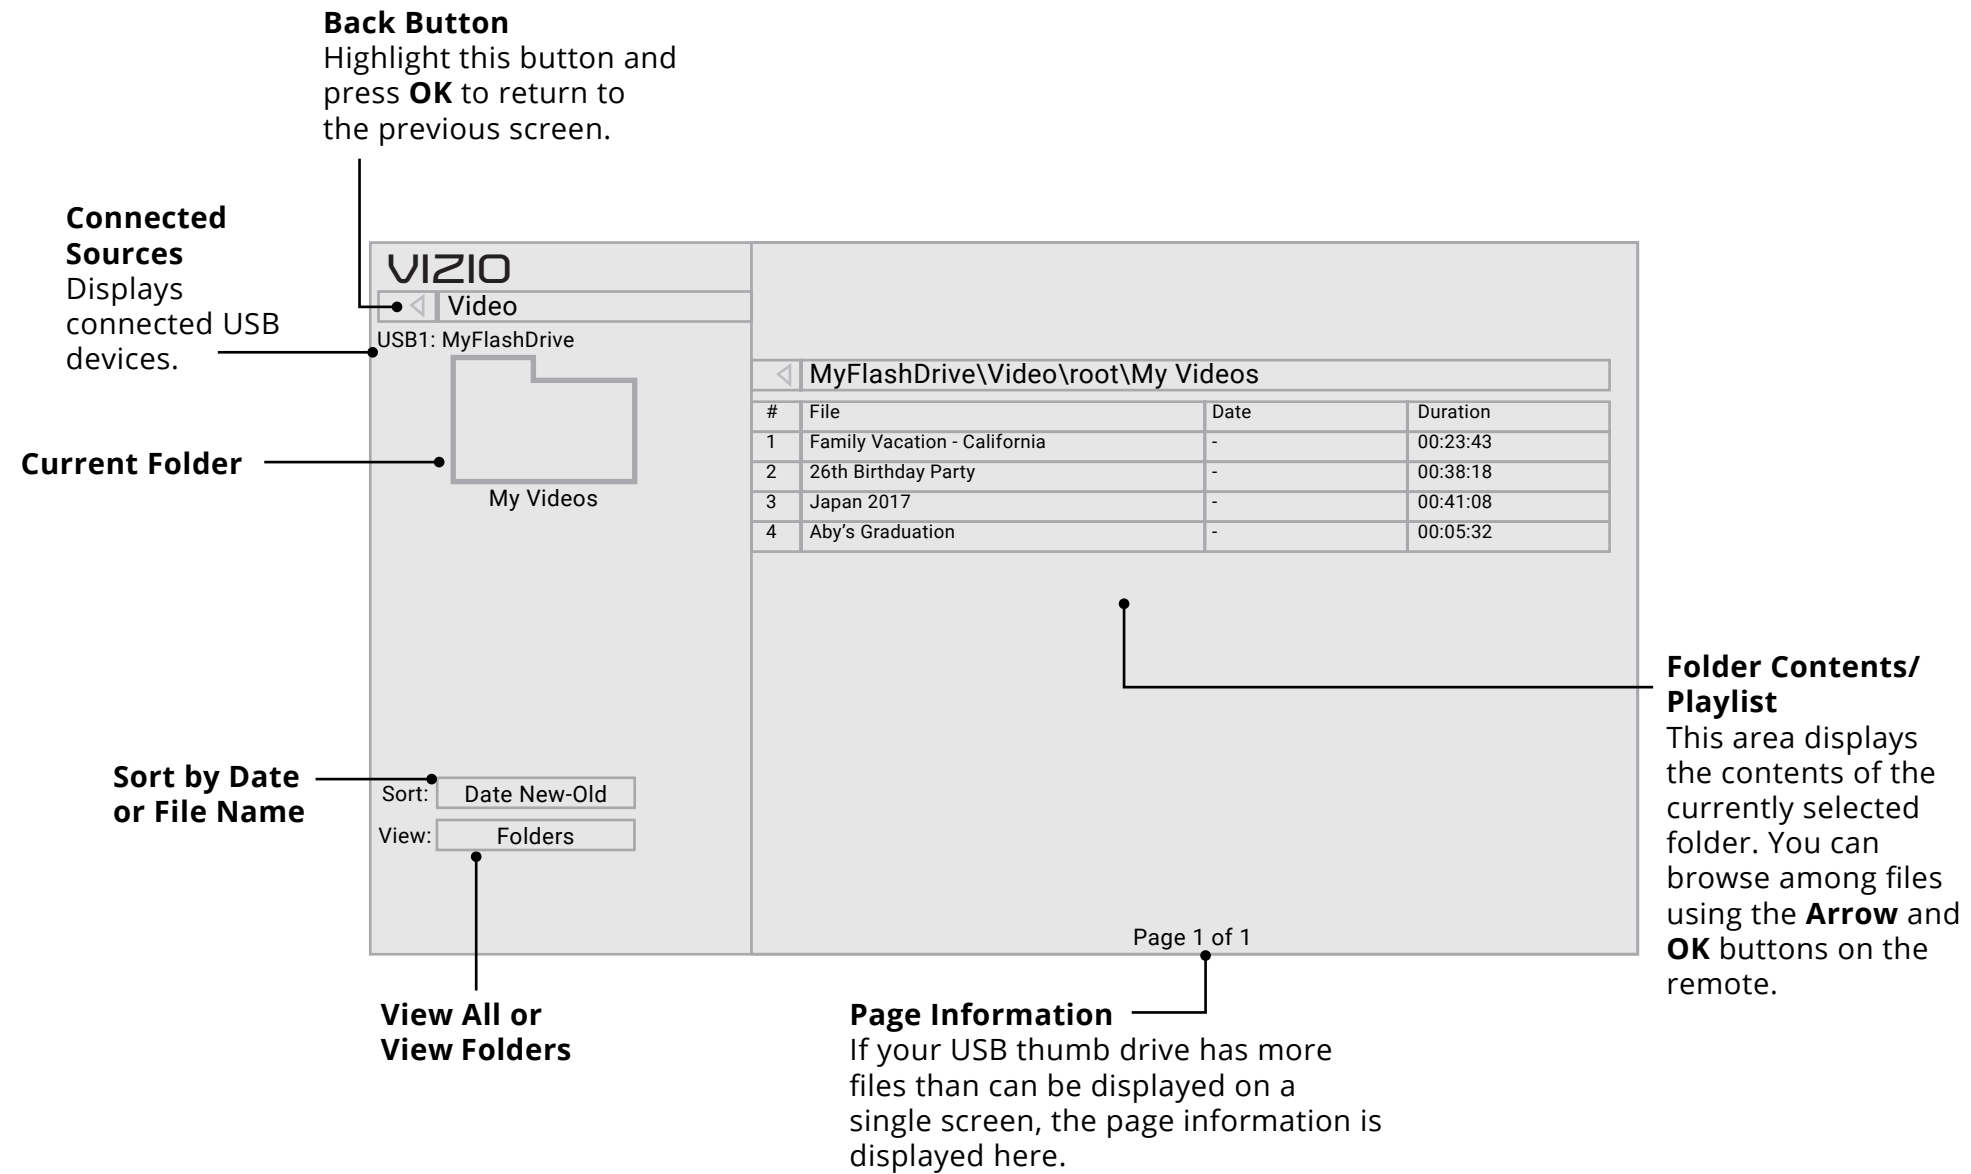 Back Button
Highlight this button and
press OK to return to
the previous screen.
Connected
Sources
Displays
connected USB
devices.
VIZIO
Video
USB1: MyFlashDrive
My Videos
Current Folder
MyFlashDrive\Video\root\My Videos
# File Date Duration
1 Family Vacation - California - 00:23:43
2 26th Birthday Party - 00:38:18
3 Japan 2017 - 00:41:08
4 Aby’s Graduation - 00:05:32
Folder Contents/
Playlist
This area displays
the contents of the
currently selected
folder. You can
browse among files
using the Arrow and
OK buttons on the
remote.
Sort by Date
or File Name
Sort: Date New-Old
View: Folders
Page 1 of 1
View All or
View Folders
Page Information
If your USB thumb drive has more
files than can be displayed on a
single screen, the page information is
displayed here.